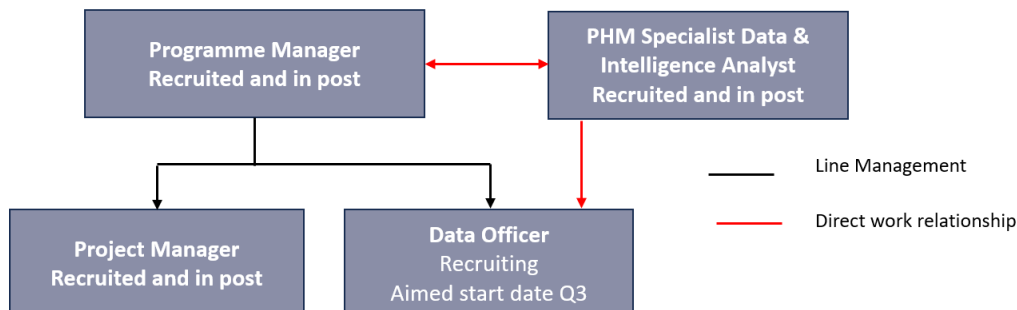 Programme Manager
Recruited and in post
PHM Specialist Data &
Intelligence Analyst
Recruited and in post
Line Management
Direct work relationship
Project Manager
Recruited and in post
Data Officer
Recruiting
Aimed start date Q3